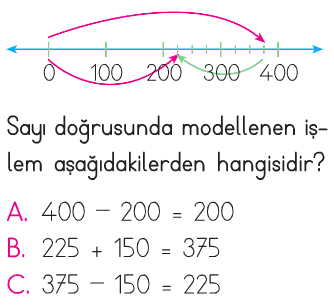 0 100 200 300 400
Sayı doğrusunda modellenen iş-
lem aşağıdakilerden hangisidir?
A. 400 − 200 = 200
B. 225 + 150 = 375
C. 375 − 150 = 225